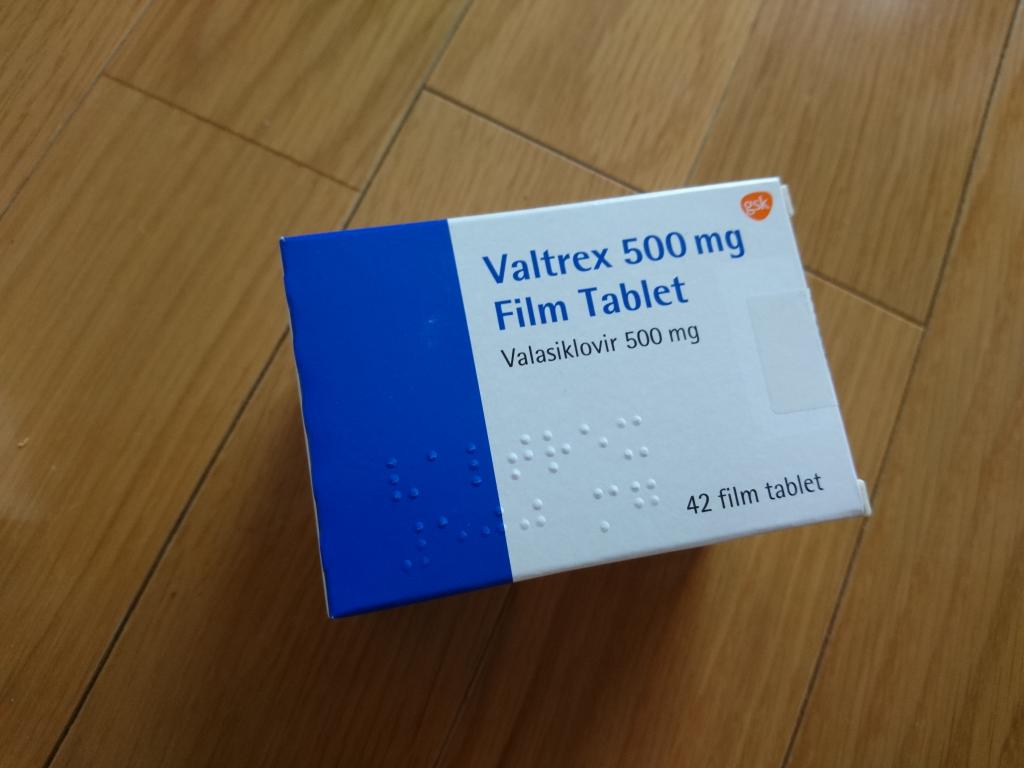 gsk
Valtrex 500 mg
Film Tablet
Valasiklovir 500 mg
42 film tablet